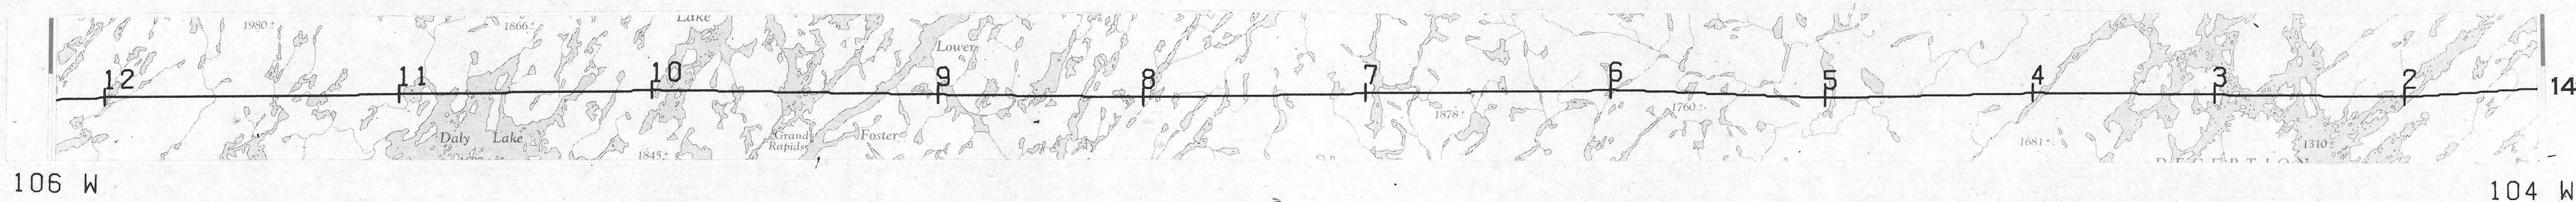 1980 1866 Lake
Lower
12 11 10 9 8 7 6 5 4 3 2 14
1878 1760
Daly Lake Grand Foster 1681 1310
Rapids
1845
106 W 104 W